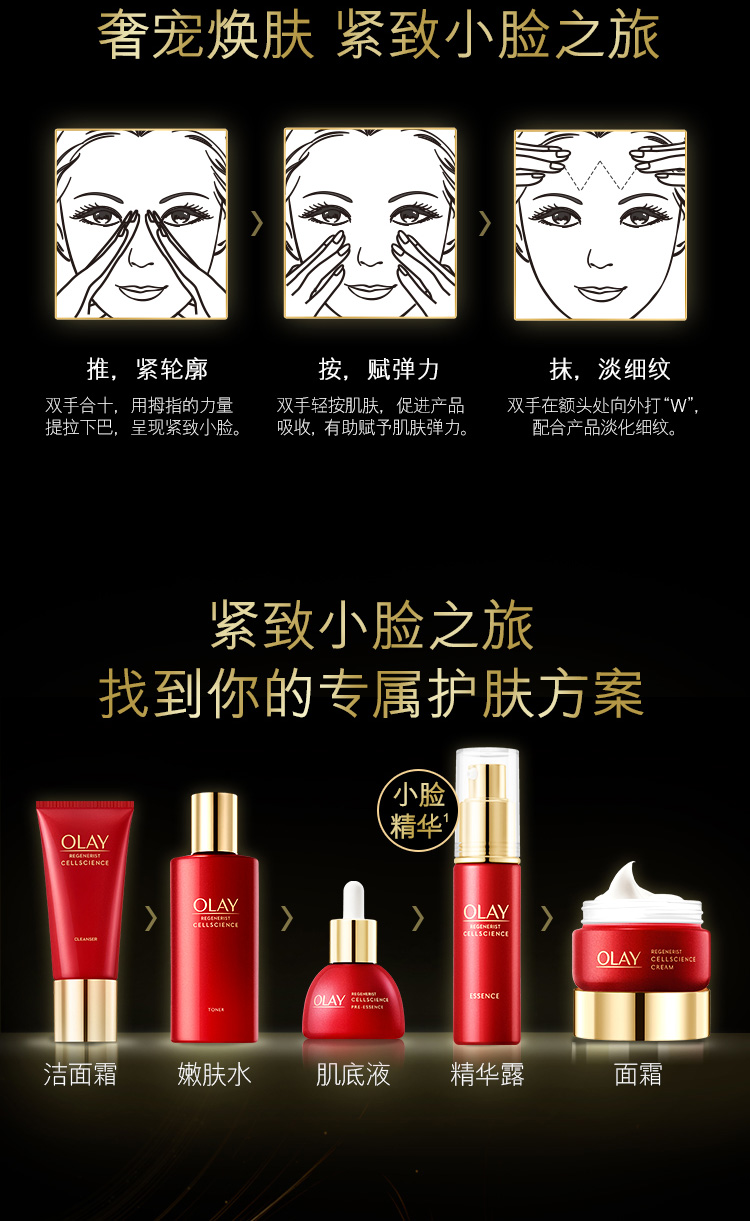 奢宠焕肤 紧致小脸之旅
推，紧轮廓
双手合十，用拇指的力量
提拉下巴，呈现紧致小脸。
按，赋弹力
双手轻按肌肤，促进产品
吸收，有助赋予肌肤弹力。
抹，淡细纹
双手在额头处向外打“W”，
配合产品淡化细纹。
紧致小脸之旅
找到你的专属护肤方案
小脸
精华1
OLAY
REGENERIST
CELLSCIENCE
CLEANSER
OLAY
REGENERIST
CELLSCIENCE
TONER
OLAY
REGENERIST
CELLSCIENCE
PRE-ESSENCE
OLAY
REGENERIST
CELLSCIENCE
ESSENCE
OLAY
REGENERIST
CELLSCIENCE
CREAM
洁面霜
嫩肤水
肌底液
精华露
面霜